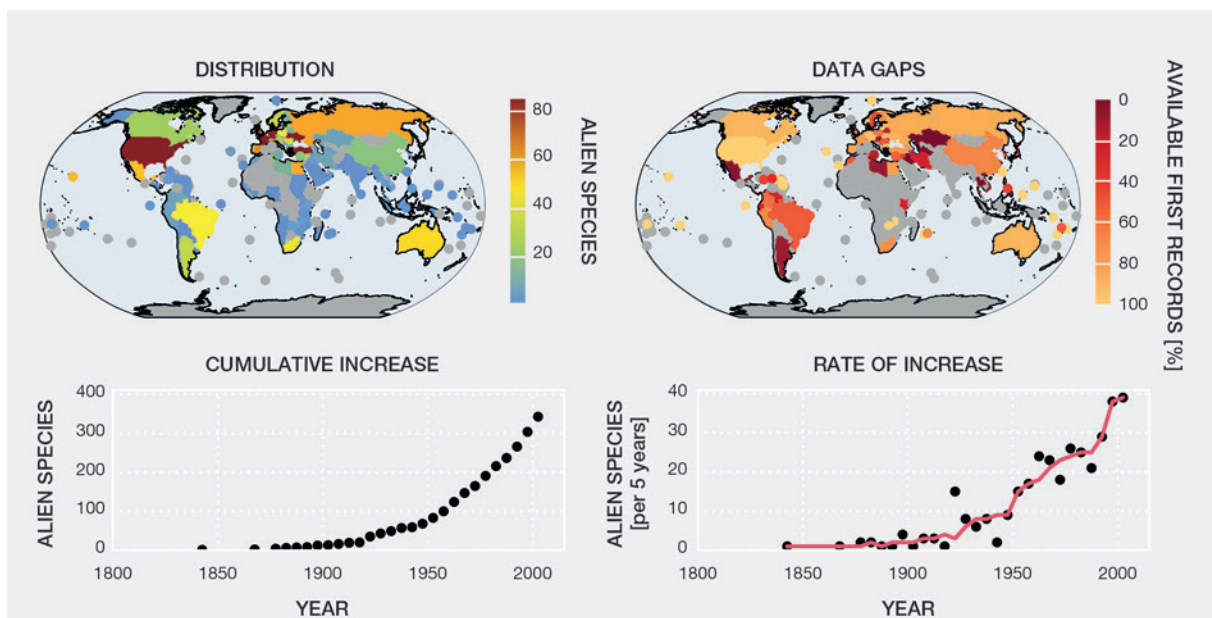 DISTRIBUTION
80
60
40
20
ALIEN SPECIES
DATA GAPS
0
20
40
60
80
100
AVAILABLE FIRST RECORDS [%]
CUMULATIVE INCREASE
ALIEN SPECIES
400
300
200
100
0
1800
1850
1900
1950
2000
YEAR
RATE OF INCREASE
ALIEN SPECIES
[per 5 years]
40
30
20
10
0
1800
1850
1900
1950
2000
YEAR